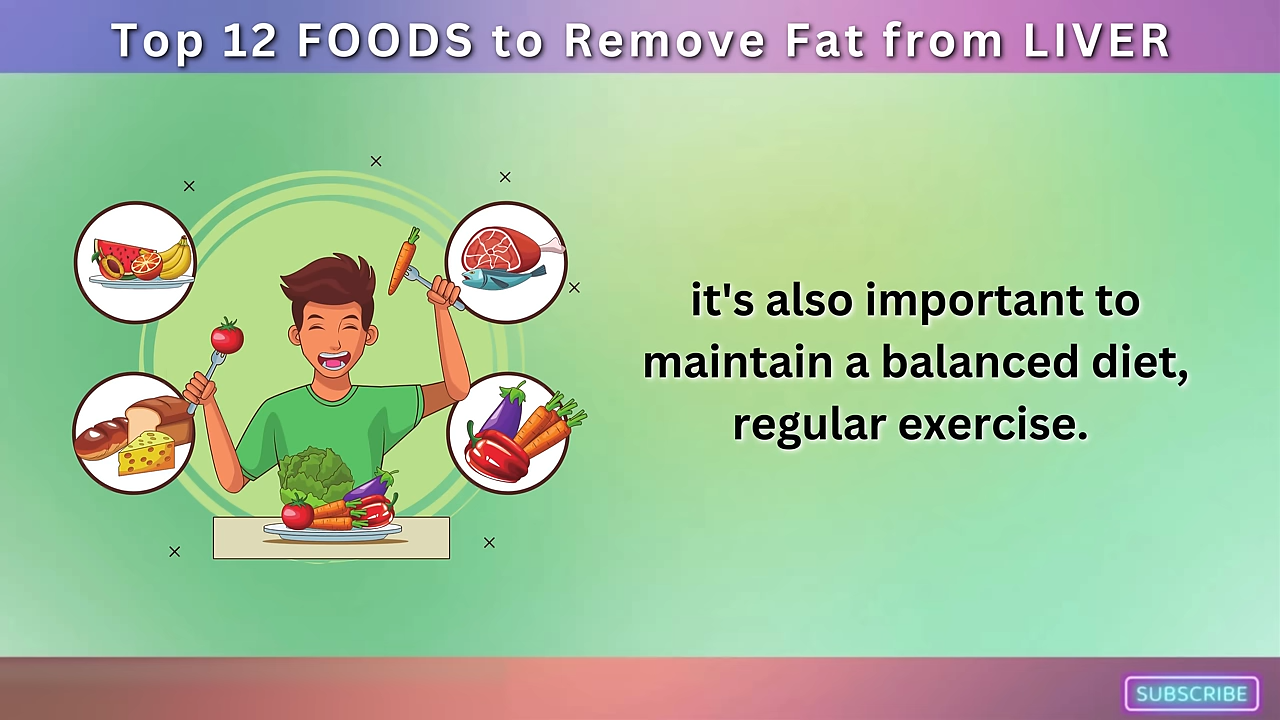 Top 12 FOODS to Remove Fat from LIVER
it's also important to
maintain a balanced diet,
regular exercise.
SUBSCRIBE